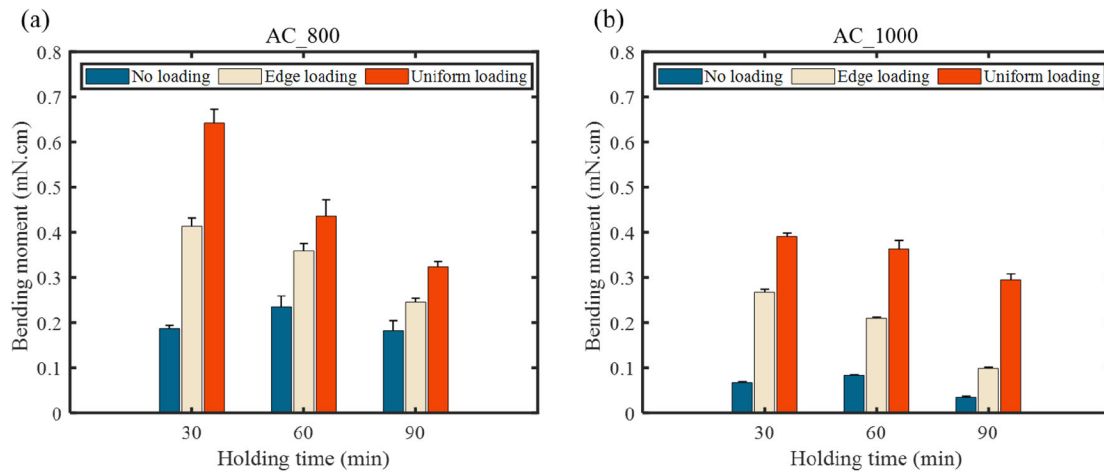 (a)
AC_800
No loading Edge loading Uniform loading
Bending moment (mN.cm)
0.8
0.7
0.6
0.5
0.4
0.3
0.2
0.1
0
30 60 90
Holding time (min)
(b)
AC_1000
No loading Edge loading Uniform loading
Bending moment (mN.cm)
0.8
0.7
0.6
0.5
0.4
0.3
0.2
0.1
0
30 60 90
Holding time (min)